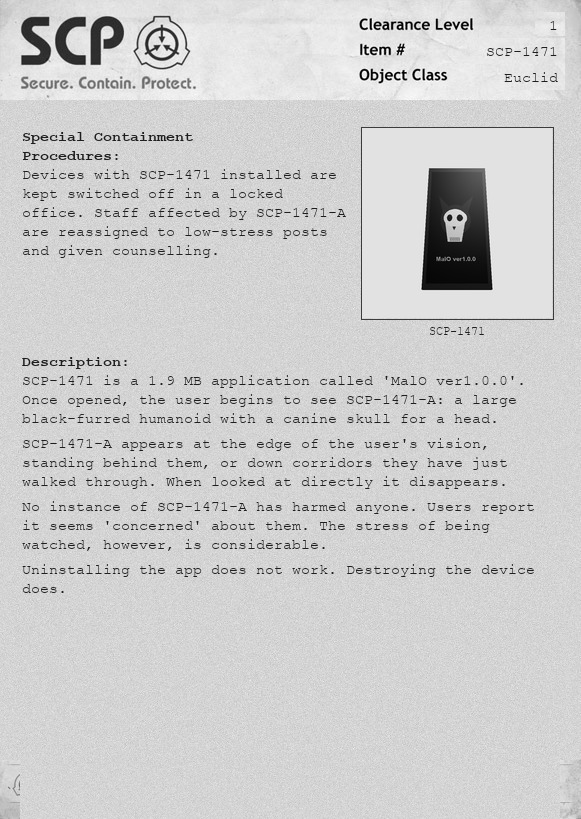 SCP
Secure. Contain. Protect.
Clearance Level 1
Item # SCP-1471
Object Class Euclid
Special Containment
Procedures:
Devices with SCP-1471 installed are
kept switched off in a locked
office. Staff affected by SCP-1471-A
are reassigned to low-stress posts
and given counselling.
MalO ver1.0.0
SCP-1471
Description:
SCP-1471 is a 1.9 MB application called 'MalO ver1.0.0'.
Once opened, the user begins to see SCP-1471-A: a large
black-furred humanoid with a canine skull for a head.
SCP-1471-A appears at the edge of the user's vision,
standing behind them, or down corridors they have just
walked through. When looked at directly it disappears.
No instance of SCP-1471-A has harmed anyone. Users report
it seems 'concerned' about them. The stress of being
watched, however, is considerable.
Uninstalling the app does not work. Destroying the device
does.